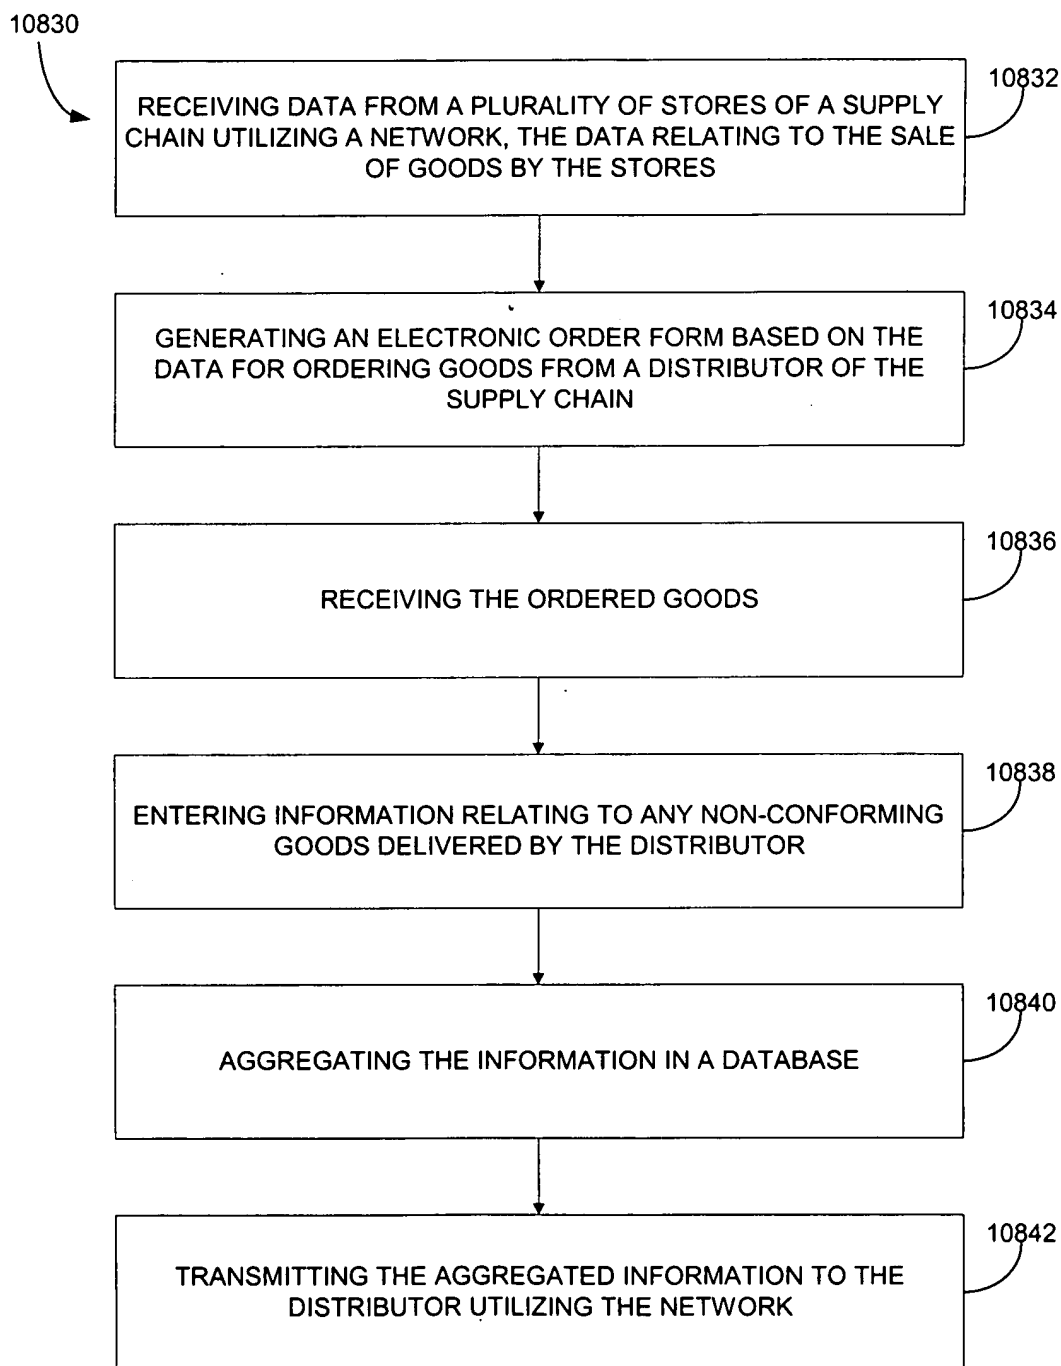 10830
10832
RECEIVING DATA FROM A PLURALITY OF STORES OF A SUPPLY
CHAIN UTILIZING A NETWORK, THE DATA RELATING TO THE SALE
OF GOODS BY THE STORES
10834
GENERATING AN ELECTRONIC ORDER FORM BASED ON THE
DATA FOR ORDERING GOODS FROM A DISTRIBUTOR OF THE
SUPPLY CHAIN
10836
RECEIVING THE ORDERED GOODS
10838
ENTERING INFORMATION RELATING TO ANY NON-CONFORMING
GOODS DELIVERED BY THE DISTRIBUTOR
10840
AGGREGATING THE INFORMATION IN A DATABASE
10842
TRANSMITTING THE AGGREGATED INFORMATION TO THE
DISTRIBUTOR UTILIZING THE NETWORK